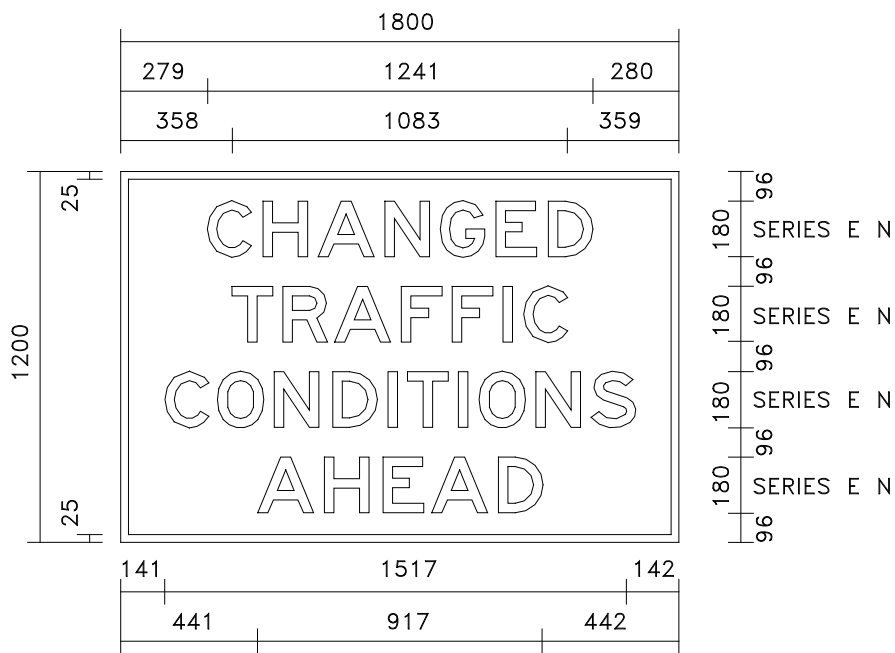 1800
279 1241 280
358 1083 359
25 96
CHANGED 180 SERIES E N
96
TRAFFIC 180 SERIES E N
1200 96
CONDITIONS 180 SERIES E N
96
AHEAD 180 SERIES E N
25 96
141 1517 142
441 917 442